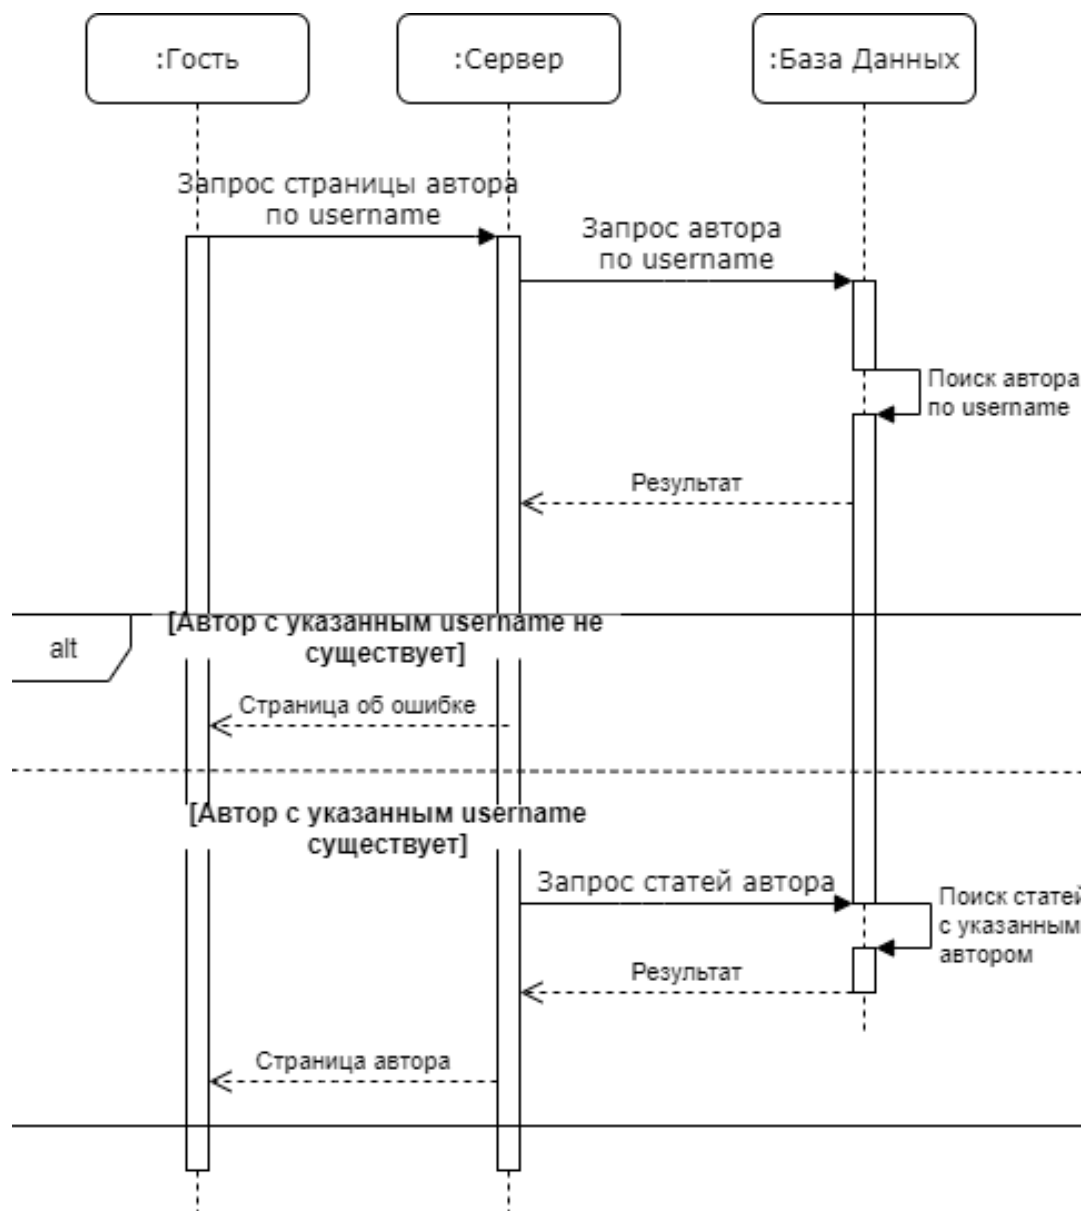 :Гость
:Сервер
:База Данных
Запрос страницы автора
по username
Запрос автора
по username
Поиск автора
по username
Результат
alt
[Автор с указанным username не
существует]
Страница об ошибке
[Автор с указанным username
существует]
Запрос статей автора
Поиск статей
с указанным
автором
Результат
Страница автора